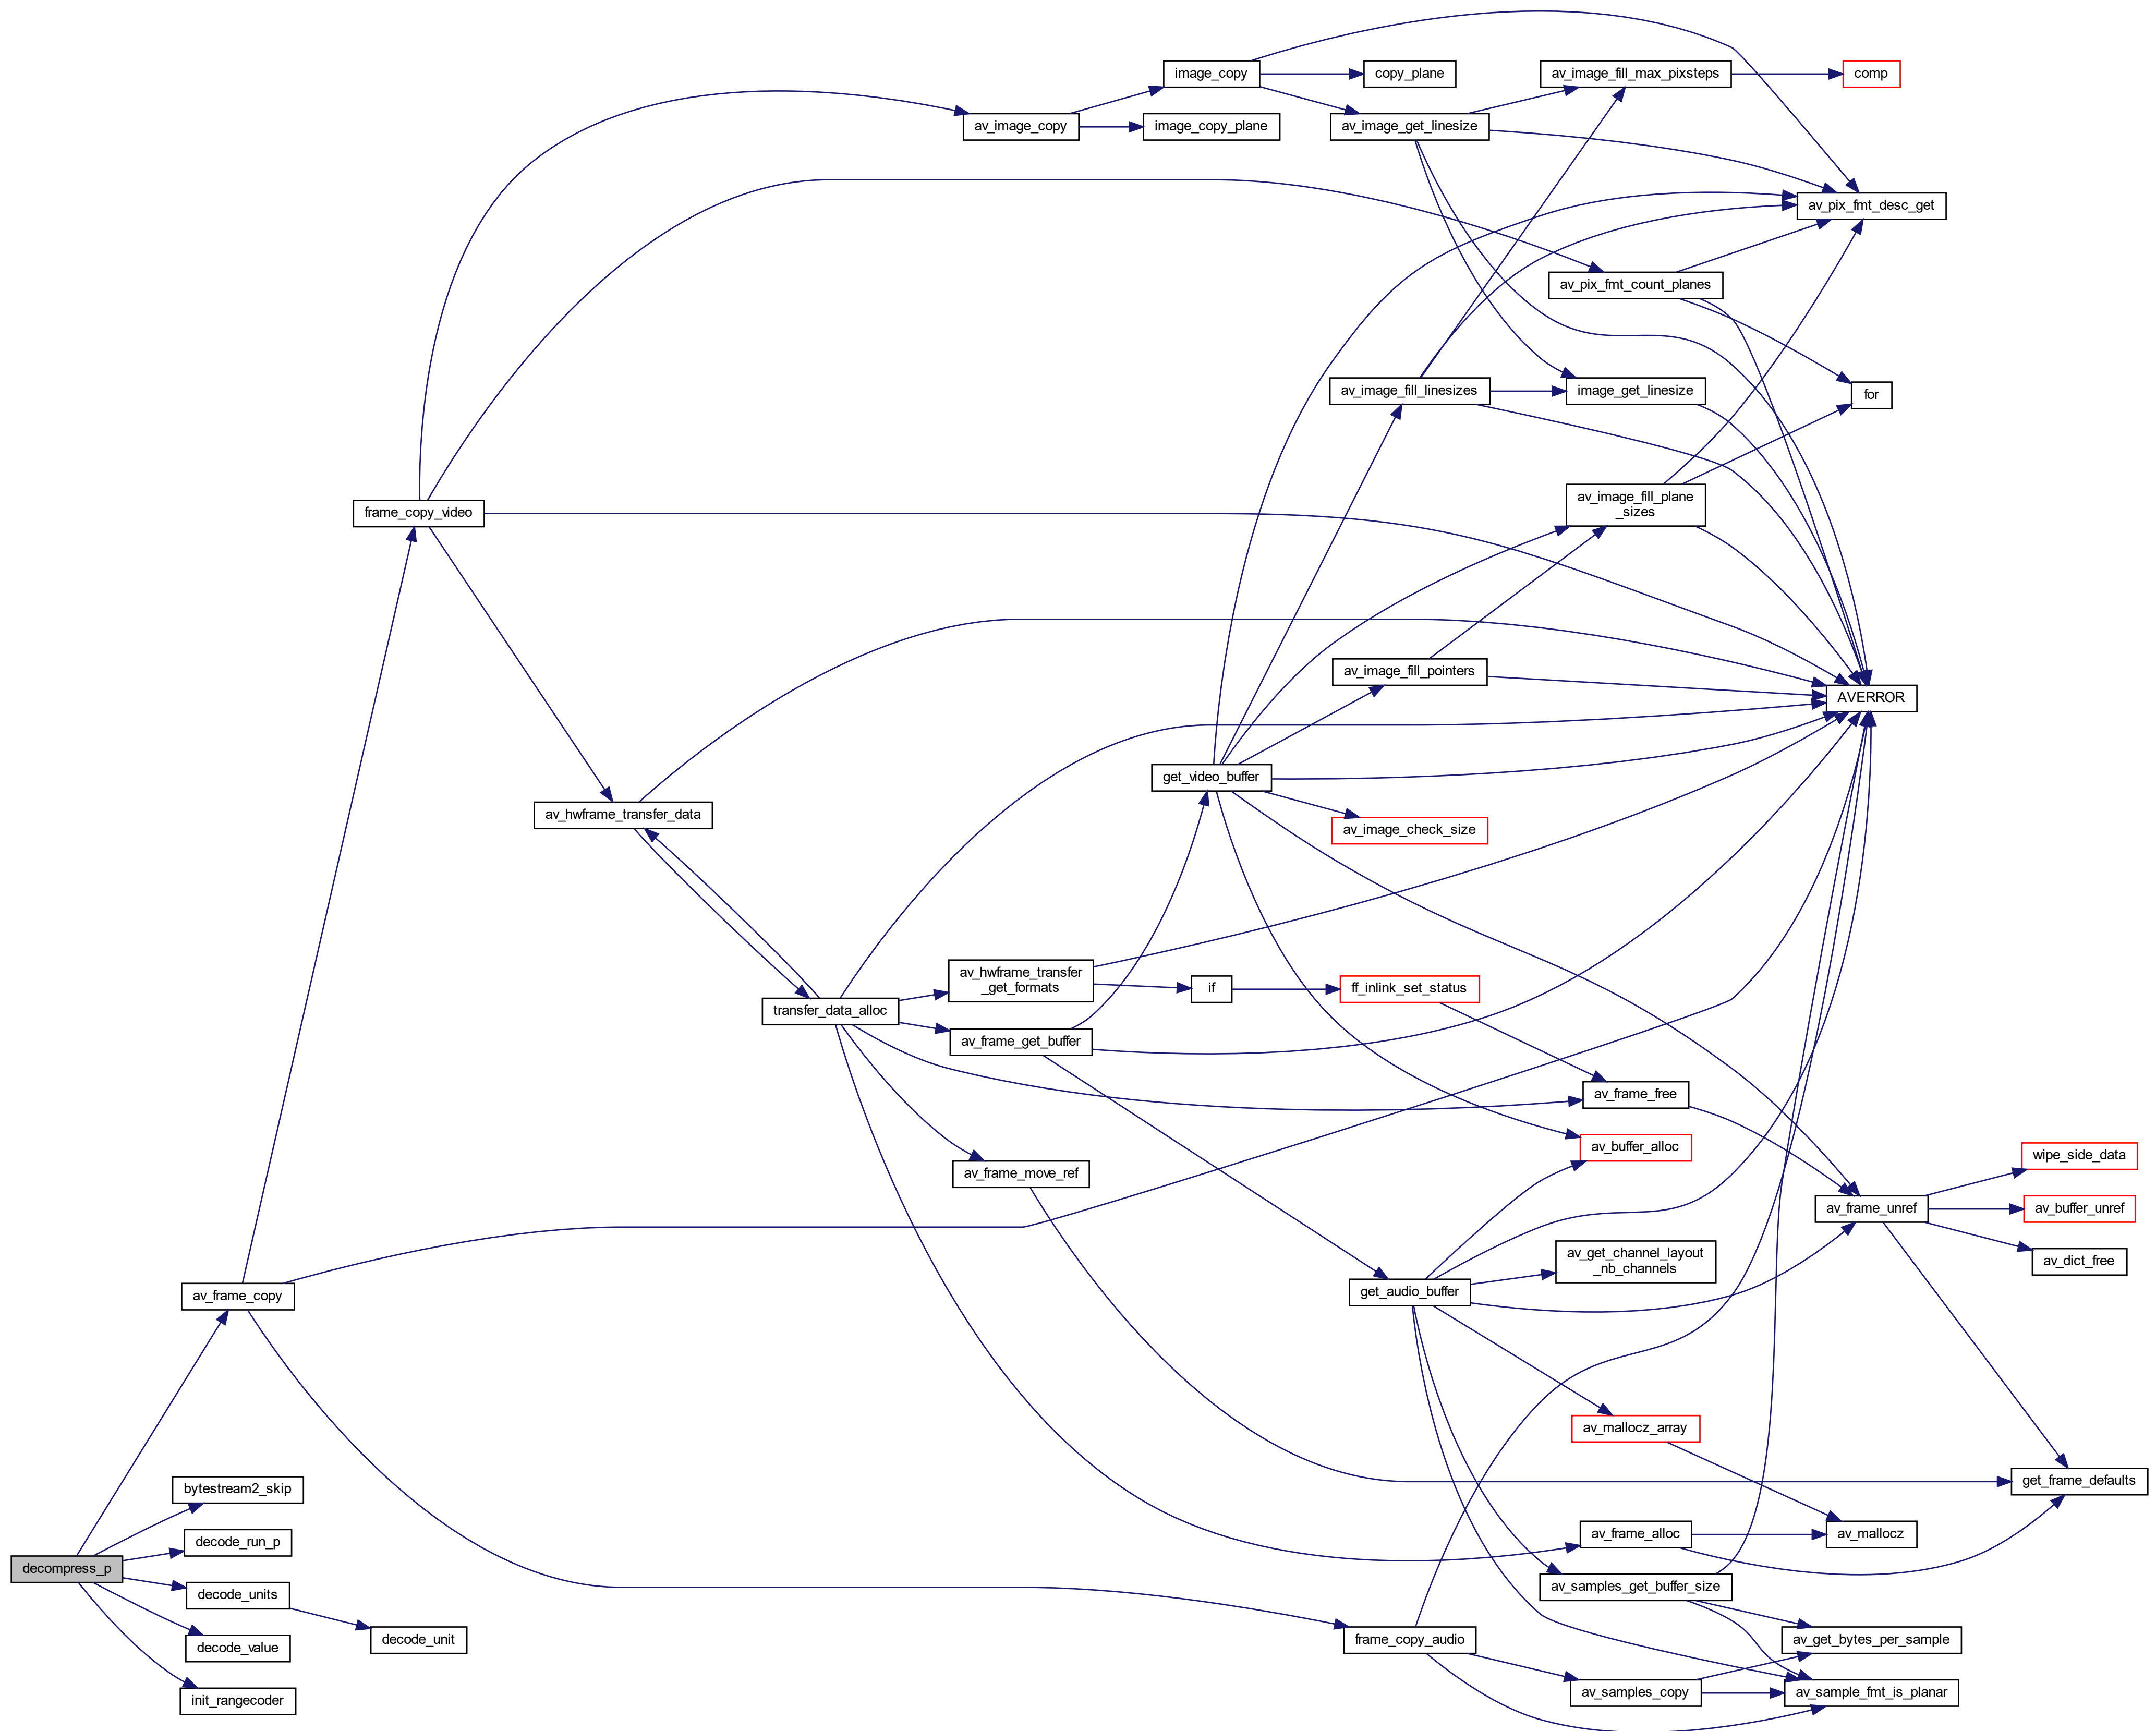 image_copy
copy_plane
av_image_fill_max_pixsteps
comp
av_image_copy
image_copy_plane
av_image_get_linesize
av_pix_fmt_desc_get
av_pix_fmt_count_planes
av_image_fill_linesizes
image_get_linesize
for
frame_copy_video
av_image_fill_plane
_sizes
av_image_fill_pointers
AVERROR
get_video_buffer
av_hwframe_transfer_data
av_image_check_size
av_hwframe_transfer
_get_formats
if
ff_inlink_set_status
transfer_data_alloc
av_frame_get_buffer
av_frame_free
av_buffer_alloc
wipe_side_data
av_frame_move_ref
av_frame_unref
av_buffer_unref
av_get_channel_layout
_nb_channels
av_dict_free
av_frame_copy
get_audio_buffer
av_mallocz_array
bytestream2_skip
get_frame_defaults
decode_run_p
av_frame_alloc
av_mallocz
decompress_p
decode_units
av_samples_get_buffer_size
decode_value
decode_unit
frame_copy_audio
av_get_bytes_per_sample
init_rangecoder
av_samples_copy
av_sample_fmt_is_planar